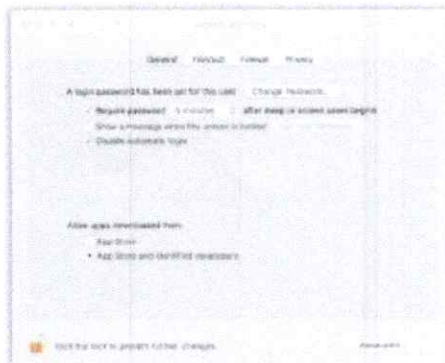 General FileVault Firewall Privacy
A login password has been set for this user Change Password...
Require password 5 minutes after sleep or screen saver begins
Show a message when the screen is locked
Disable automatic login
Allow apps downloaded from:
App Store
App Store and identified developers
Click the lock to prevent further changes.